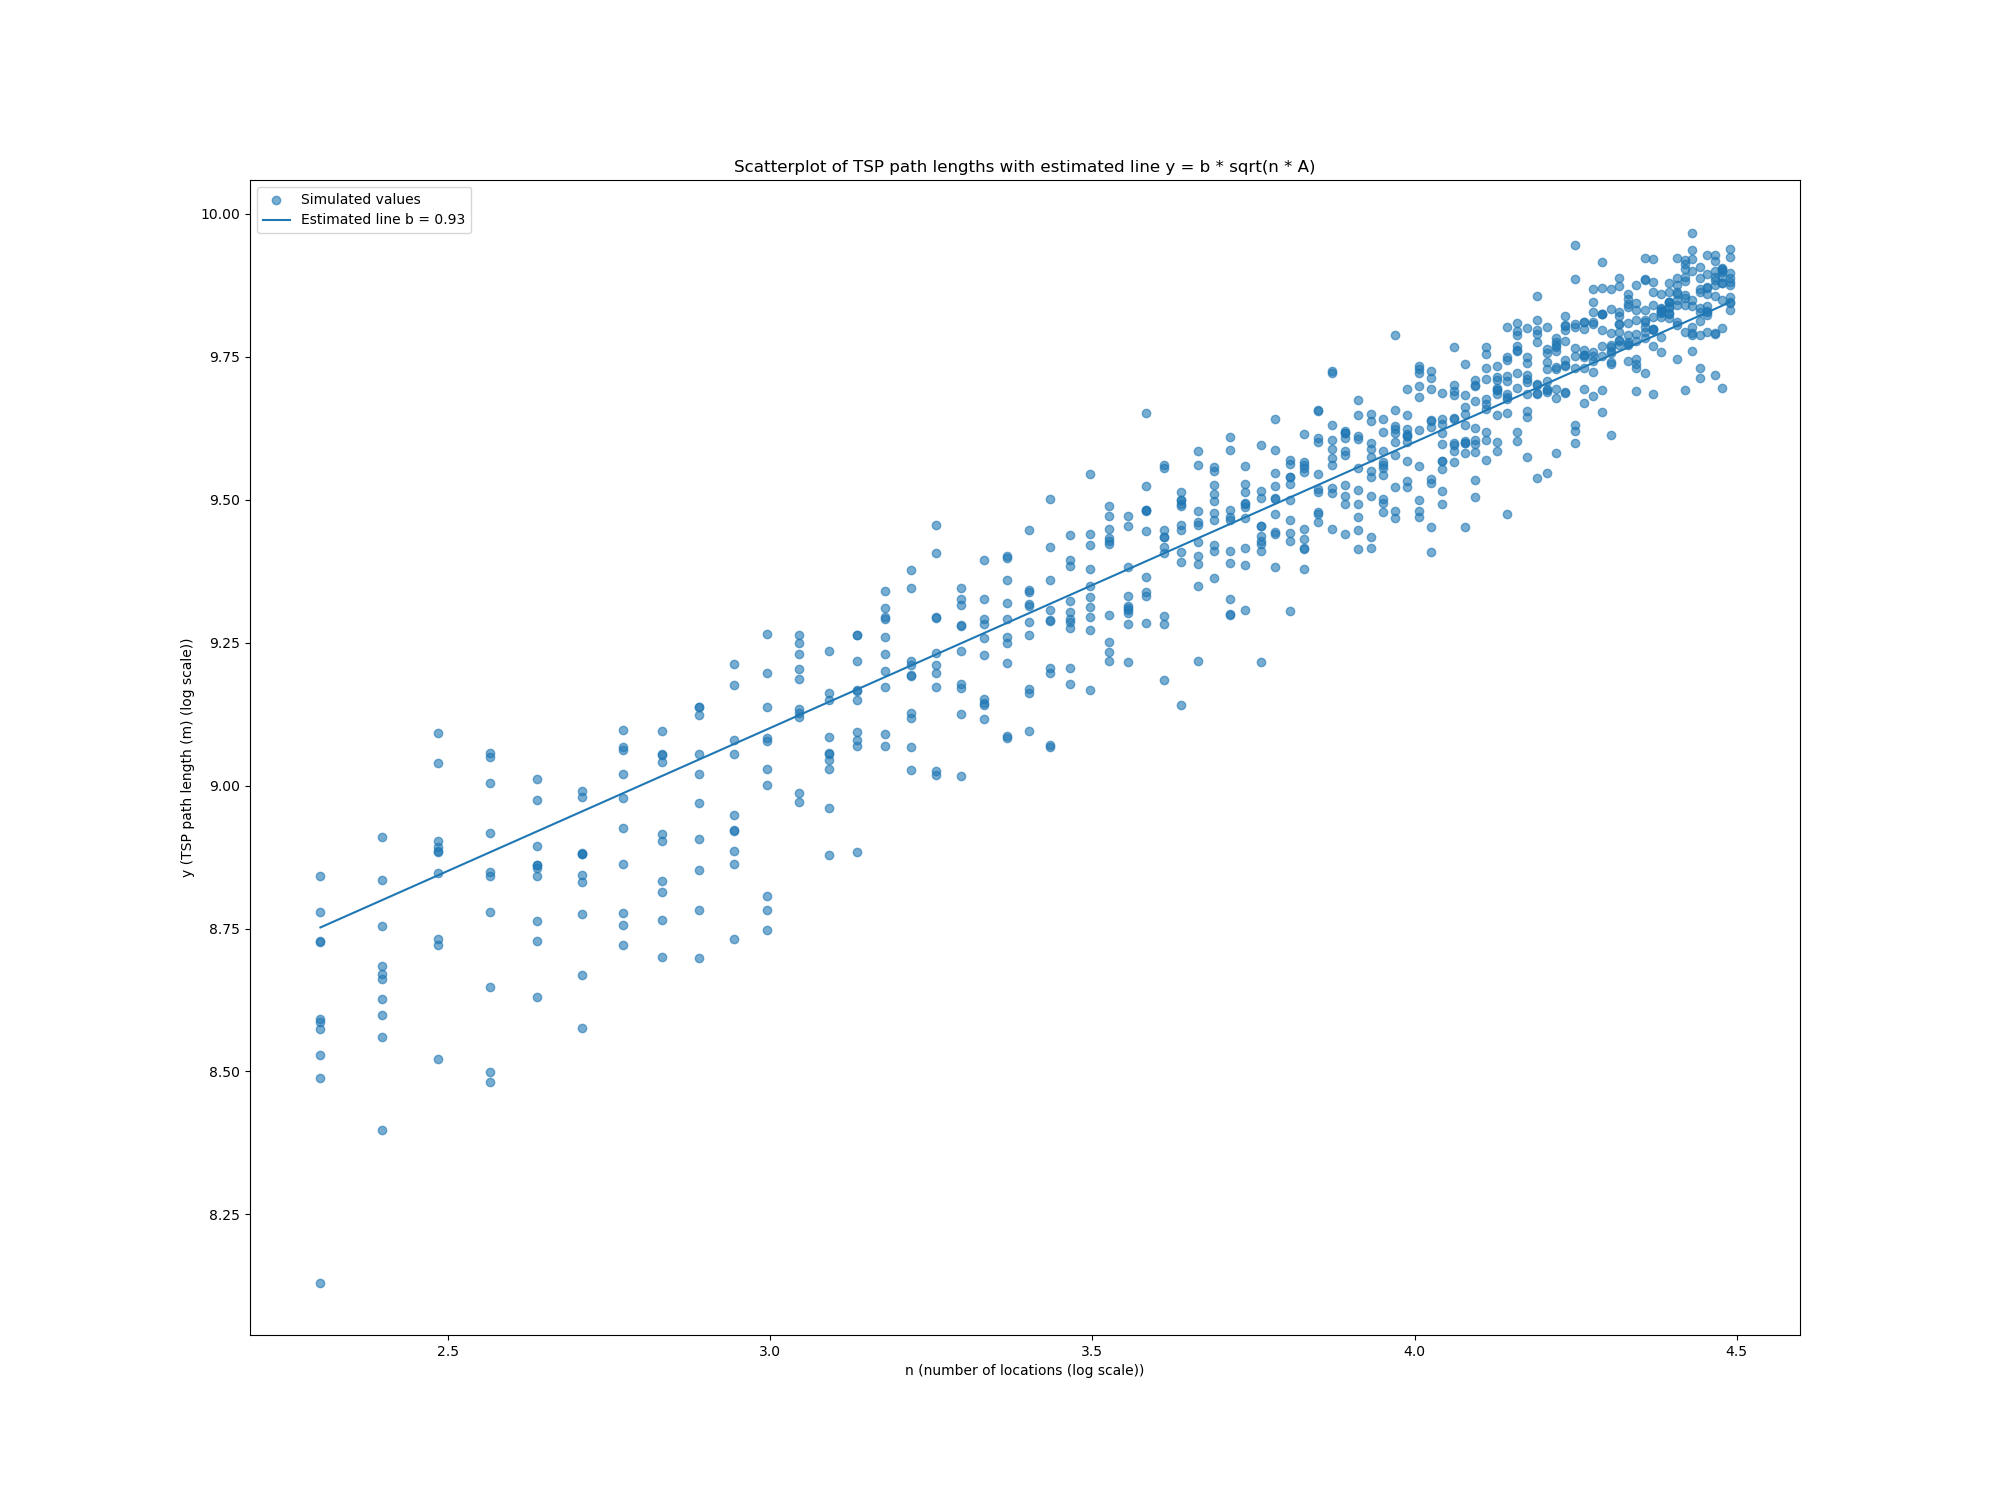 Scatterplot of TSP path lengths with estimated line y = b * sqrt(n * A)
Simulated values
Estimated line b = 0.93
10.00
9.75
9.50
9.25
9.00
8.75
8.50
8.25
y (TSP path length (m) (log scale))
2.5
3.0
3.5
4.0
4.5
n (number of locations (log scale))